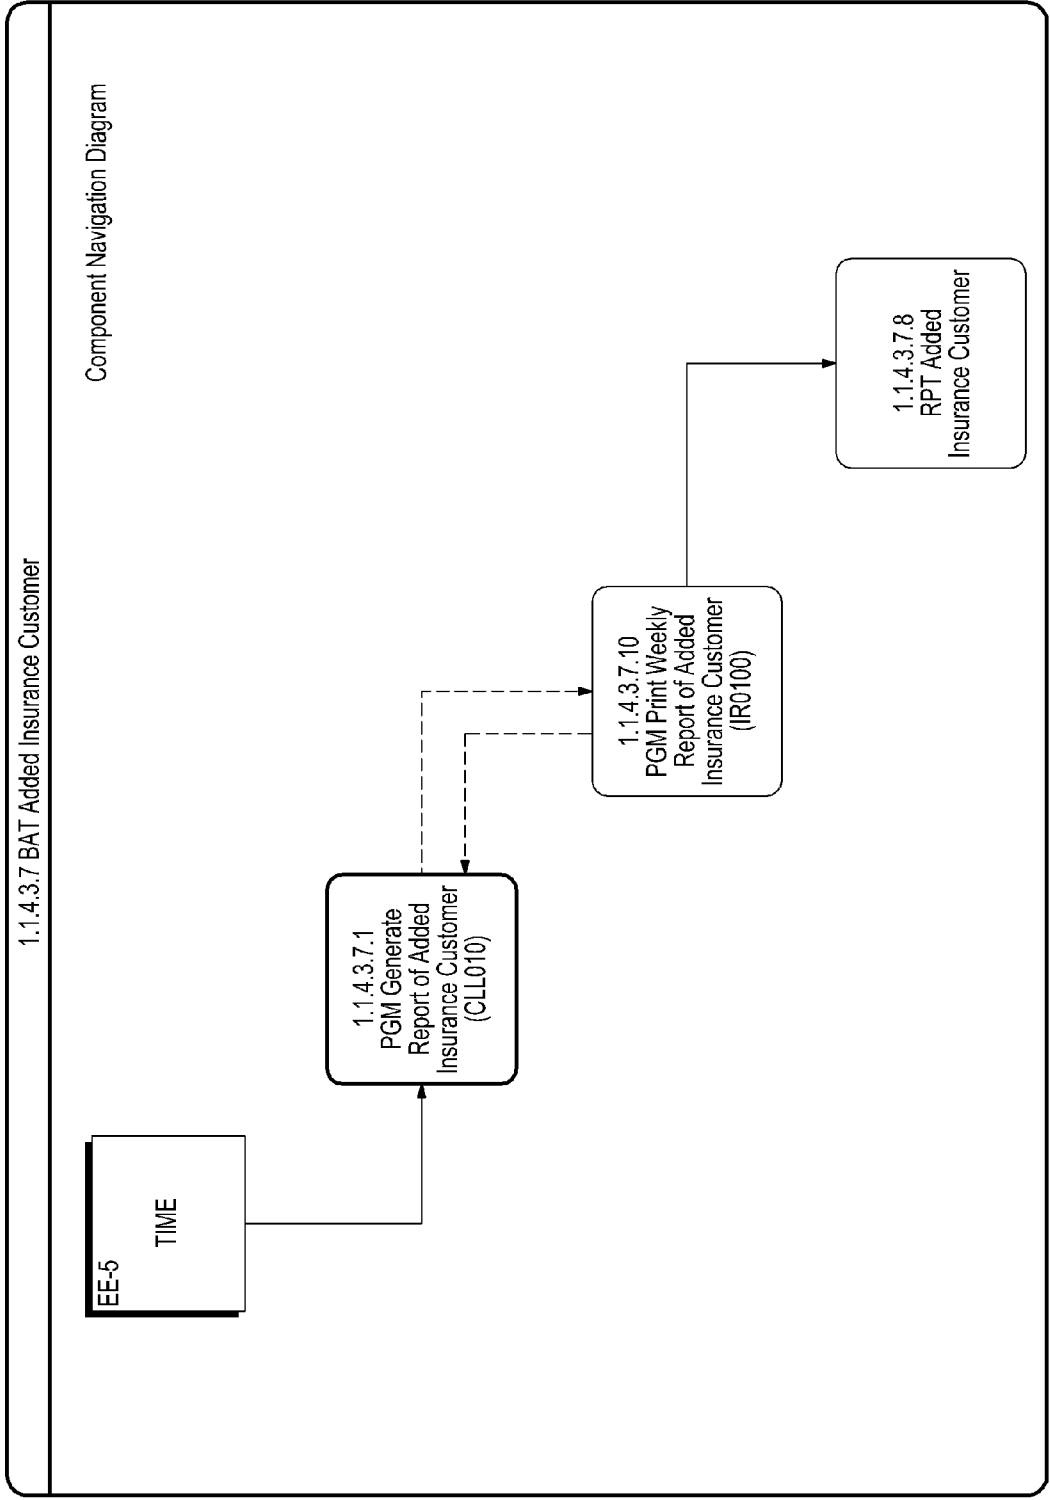 1.1.4.3.7 BAT Added Insurance Customer
Component Navigation Diagram
EE-5
TIME
1.1.4.3.7.1
PGM Generate
Report of Added
Insurance Customer
(CLL010)
1.1.4.3.7.10
PGM Print Weekly
Report of Added
Insurance Customer
(IR0100)
1.1.4.3.7.8
RPT Added
Insurance Customer